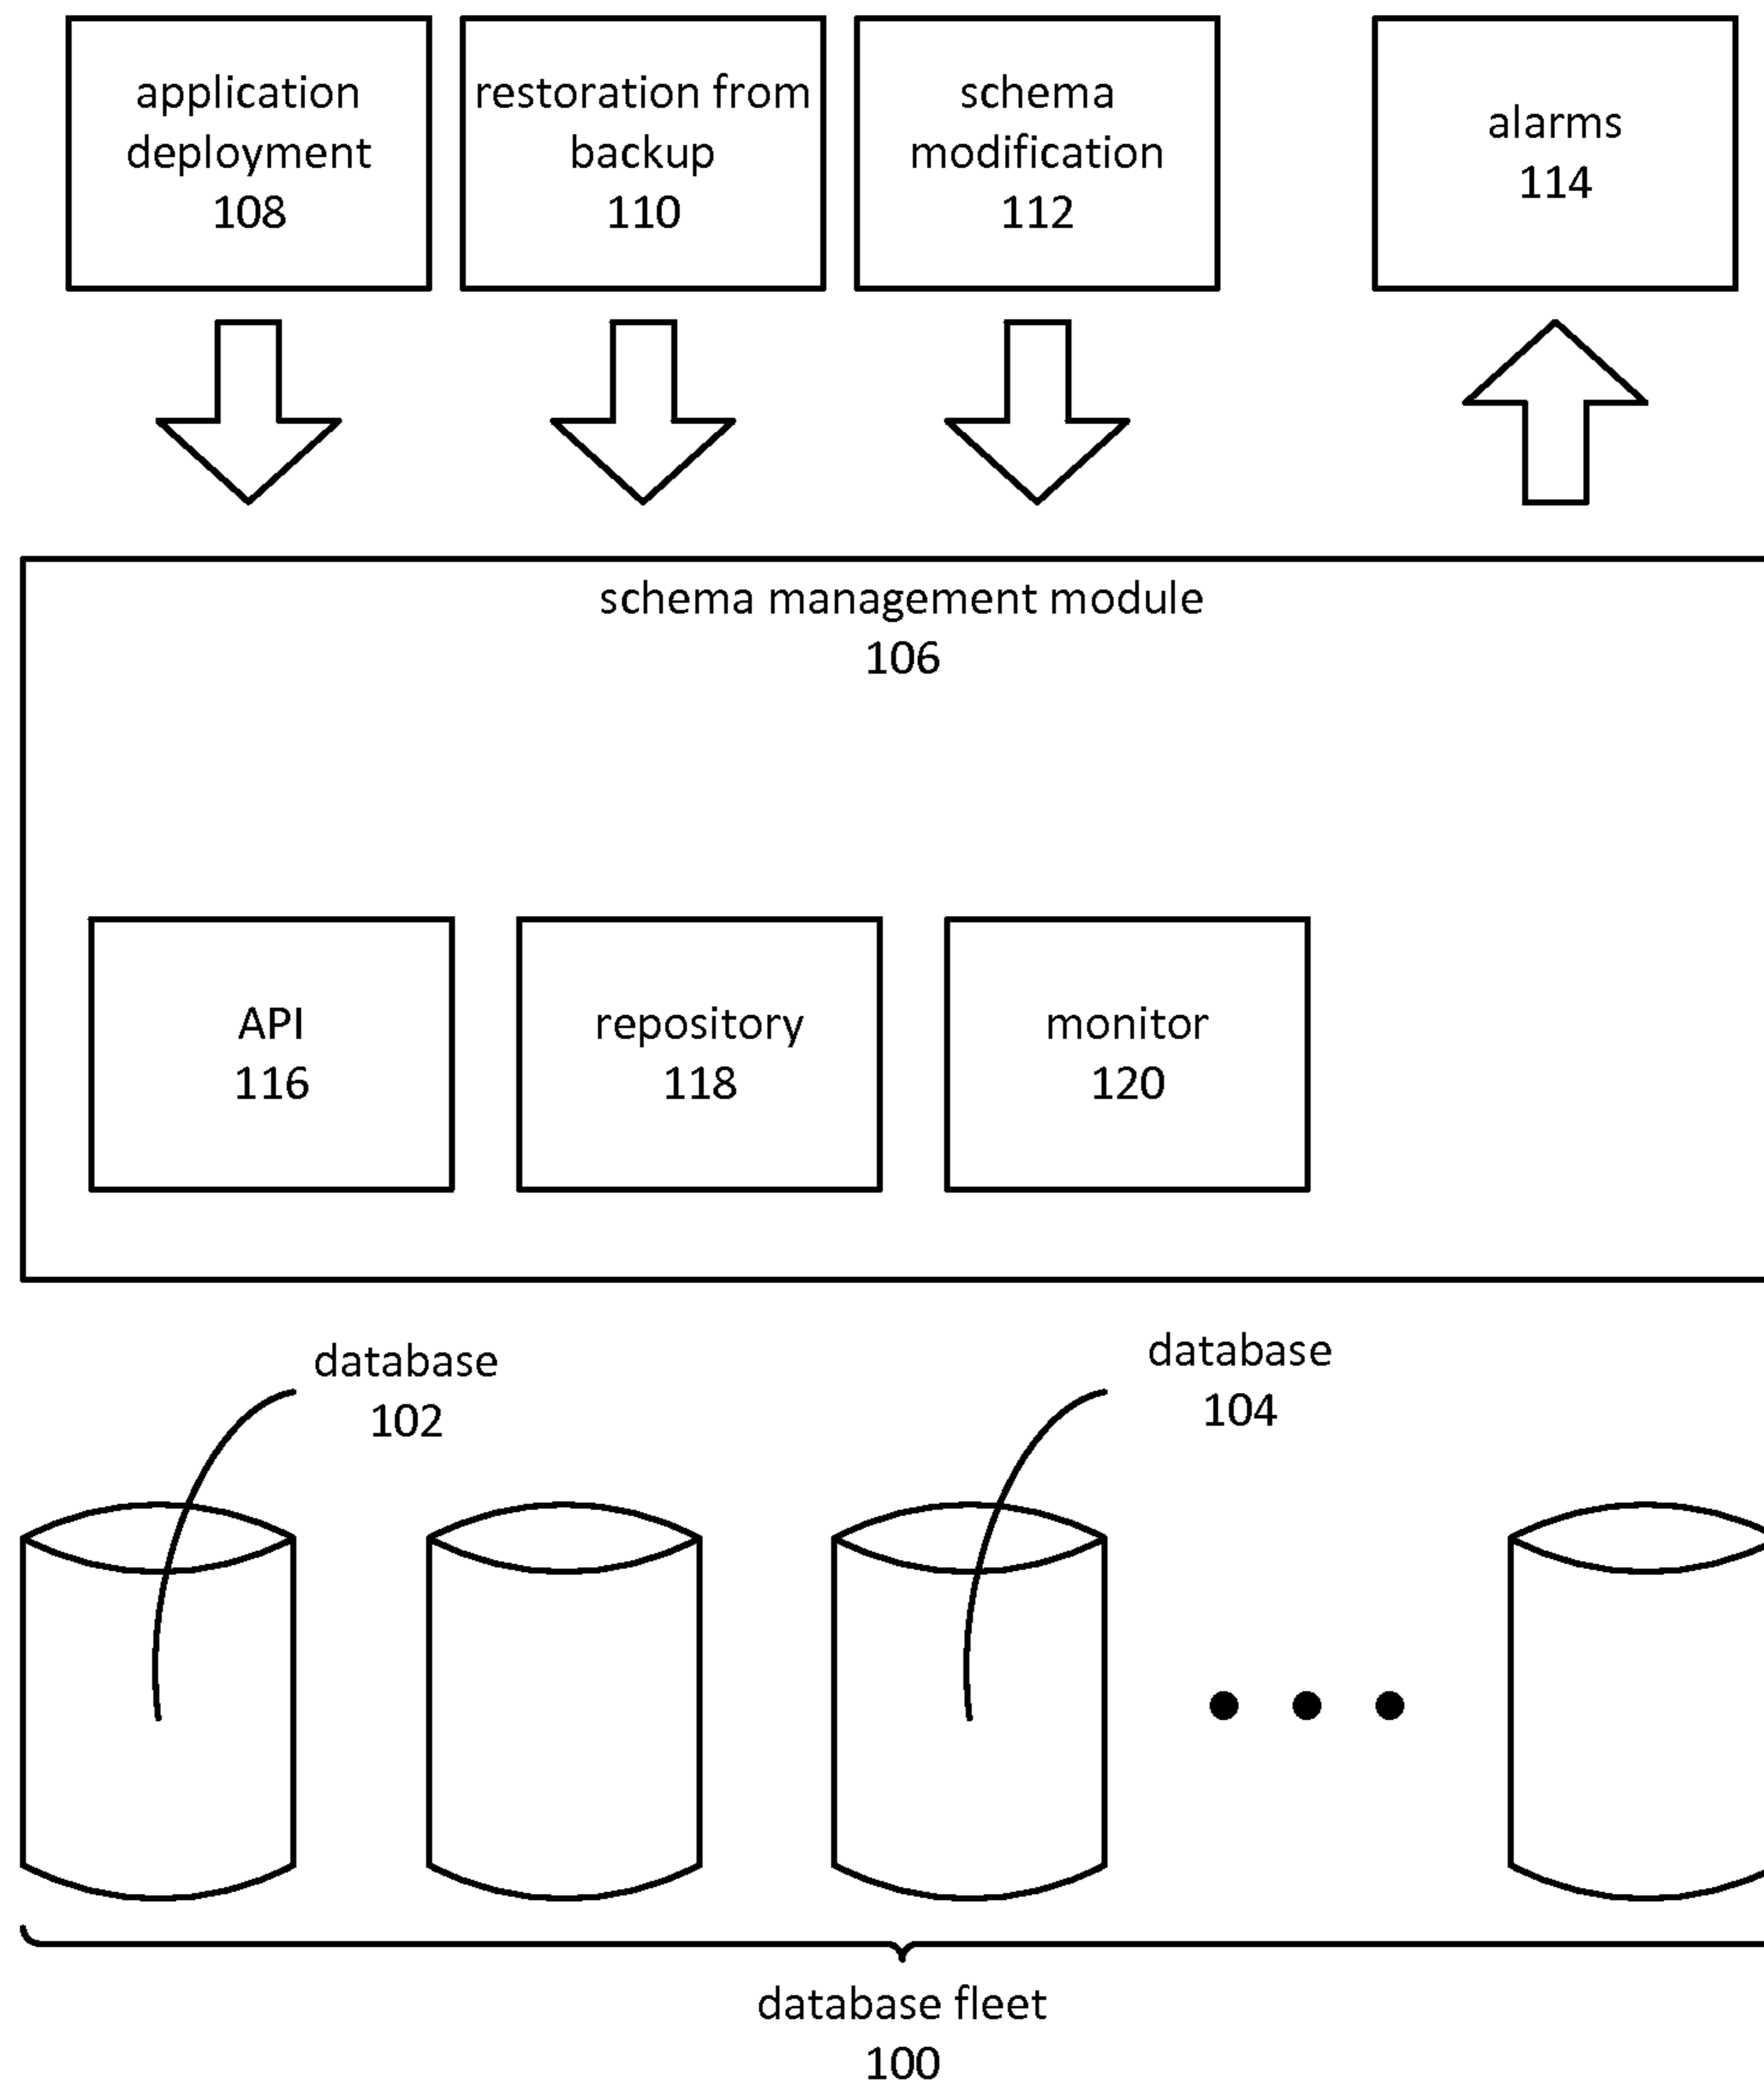 application
deployment
108
restoration from
backup
110
schema
modification
112
alarms
114
schema management module
106
API
116
repository
118
monitor
120
database
102
database
104
database fleet
100